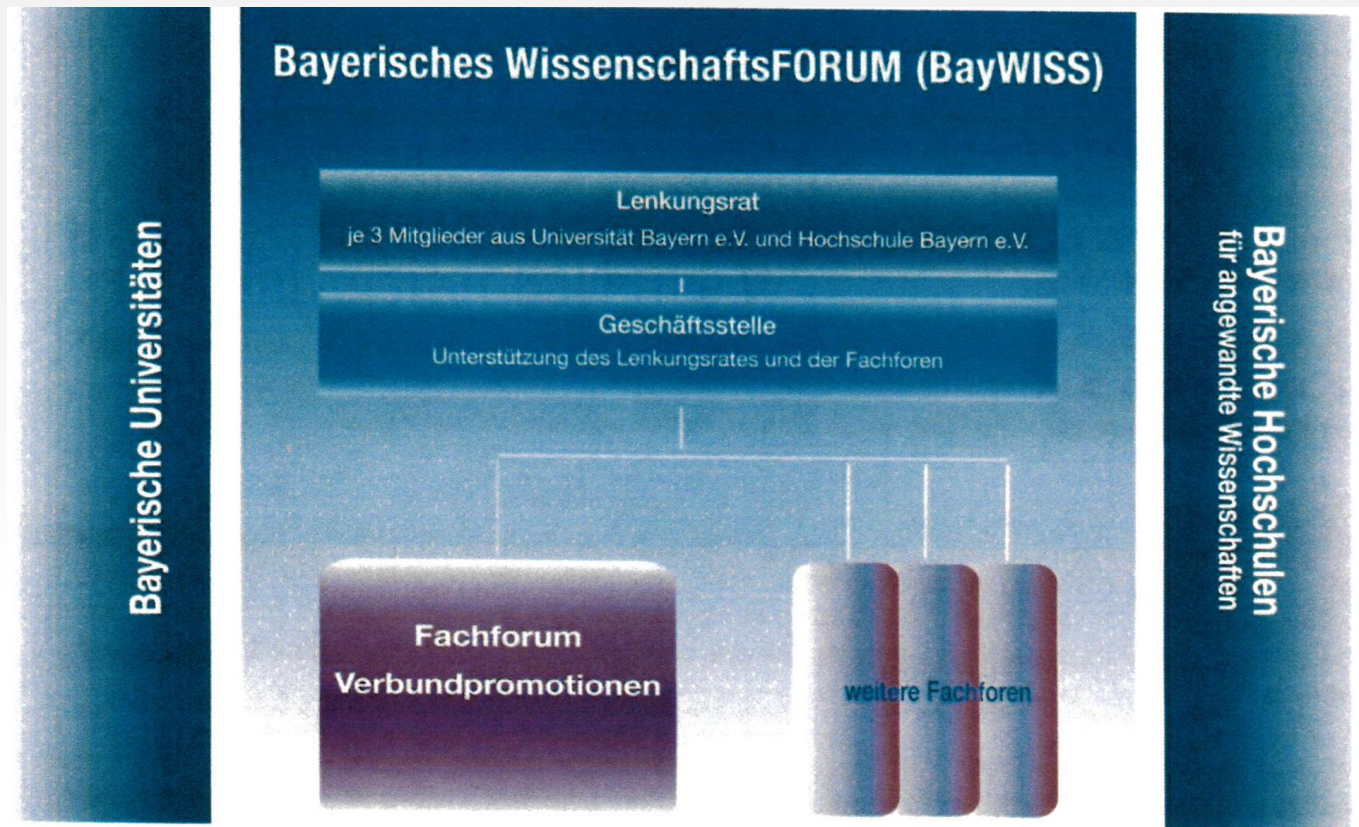 Bayerisches WissenschaftsFORUM (BayWISS)
Lenkungsrat
je 3 Mitglieder aus Universität Bayern e.V. und Hochschule Bayern e.V.
Geschäftsstelle
Unterstützung des Lenkungsrates und der Fachforen
Fachforum
Verbundpromotionen
weitere Fachforen
Bayerische Universitäten
Bayerische Hochschulen
für angewandte Wissenschaften